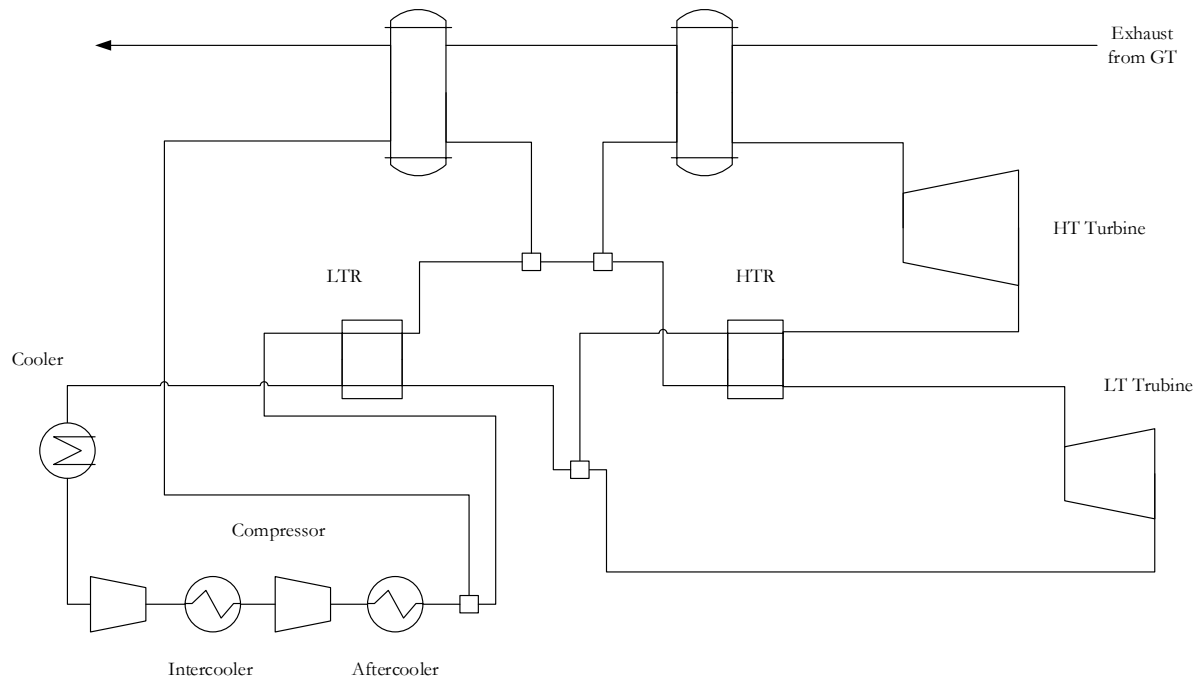 Exhaust
from GT
HT Turbine
LTR
HTR
Cooler
LT Trubine
Compressor
Intercooler
Aftercooler